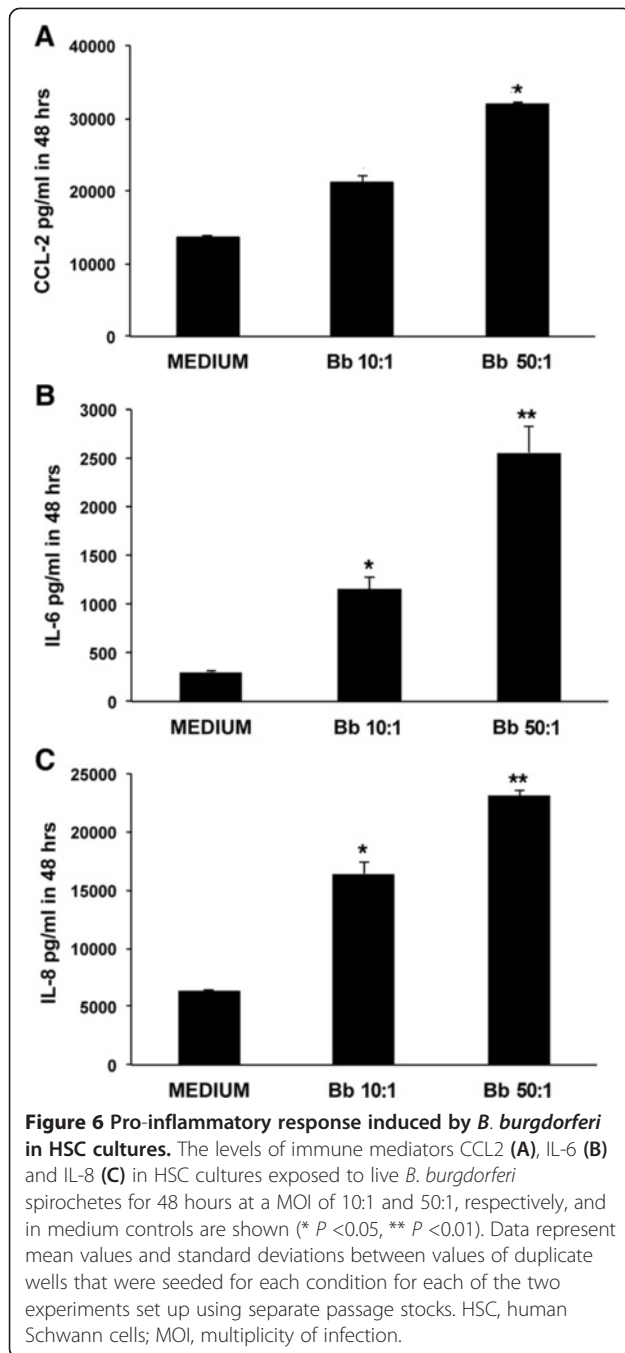 A
40000
*
30000
20000
10000
0
CCL-2 pg/ml in 48 hrs
MEDIUM Bb 10:1 Bb 50:1
B
3000
**
2500
2000
1500
*
1000
500
0
IL-6 pg/ml in 48 hrs
MEDIUM Bb 10:1 Bb 50:1
C
25000
**
20000
*
15000
10000
5000
0
IL-8 pg/ml in 48 hrs
MEDIUM Bb 10:1 Bb 50:1
Figure 6 Pro-inflammatory response induced by B. burgdorferi
in HSC cultures. The levels of immune mediators CCL2 (A), IL-6 (B)
and IL-8 (C) in HSC cultures exposed to live B. burgdorferi
spirochetes for 48 hours at a MOI of 10:1 and 50:1, respectively, and
in medium controls are shown (* P <0.05, ** P <0.01). Data represent
mean values and standard deviations between values of duplicate
wells that were seeded for each condition for each of the two
experiments set up using separate passage stocks. HSC, human
Schwann cells; MOI, multiplicity of infection.